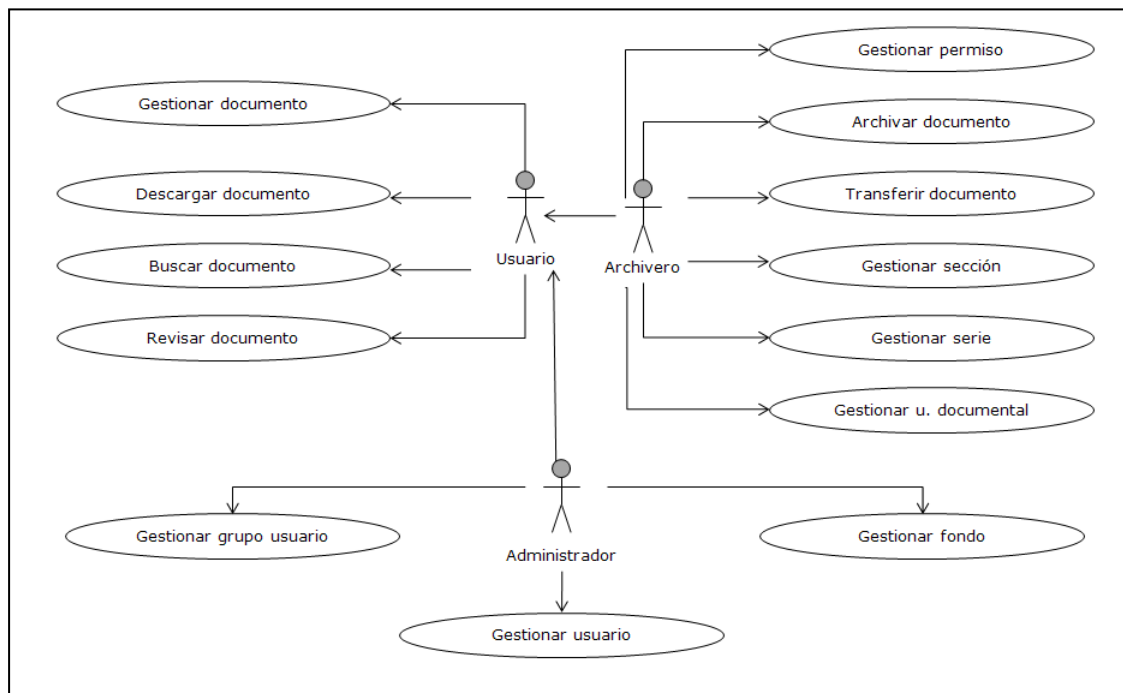 Gestionar permiso
Gestionar documento
Archivar documento
Descargar documento
Transferir documento
Usuario
Archivero
Buscar documento
Gestionar sección
Revisar documento
Gestionar serie
Gestionar u. documental
Gestionar grupo usuario
Gestionar fondo
Administrador
Gestionar usuario